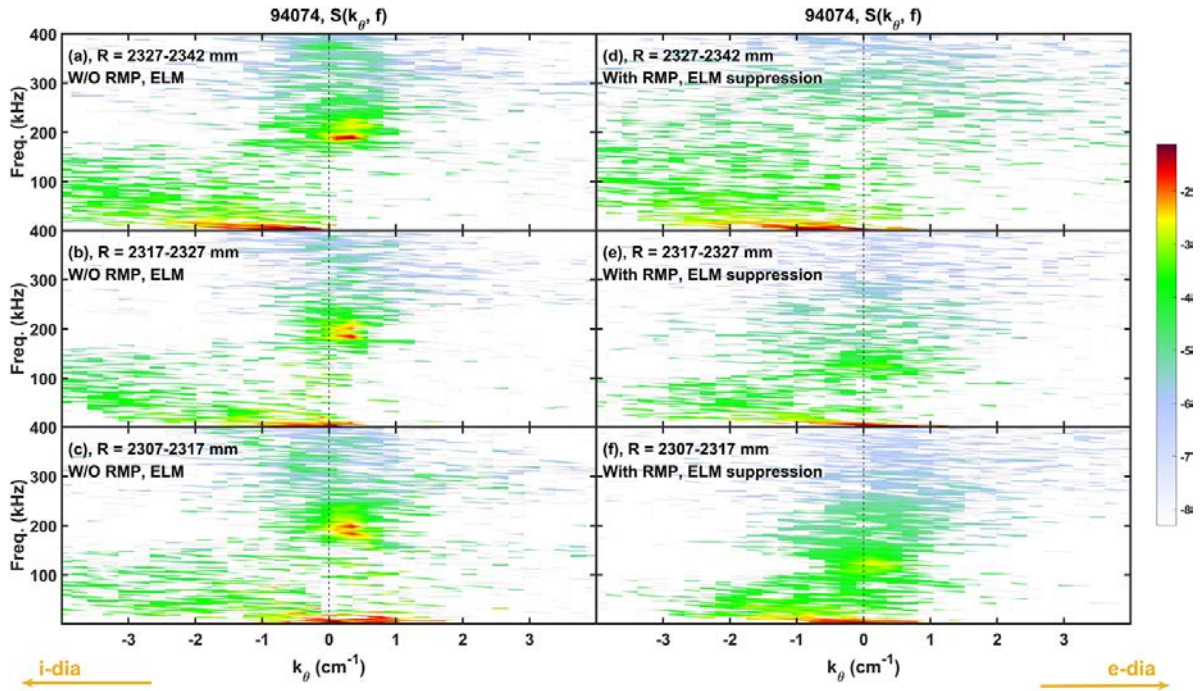 94074, S(kθ, f)
94074, S(kθ, f)
400
300
200
100
Freq. (kHz)
(a), R = 2327-2342 mm
W/O RMP, ELM
(d), R = 2327-2342 mm
With RMP, ELM suppression
400
300
200
100
Freq. (kHz)
(b), R = 2317-2327 mm
W/O RMP, ELM
(e), R = 2317-2327 mm
With RMP, ELM suppression
400
300
200
100
Freq. (kHz)
(c), R = 2307-2317 mm
W/O RMP, ELM
(f), R = 2307-2317 mm
With RMP, ELM suppression
-3 -2 -1 0 1 2 3
-3 -2 -1 0 1 2 3
kθ (cm-1)
kθ (cm-1)
i-dia
e-dia